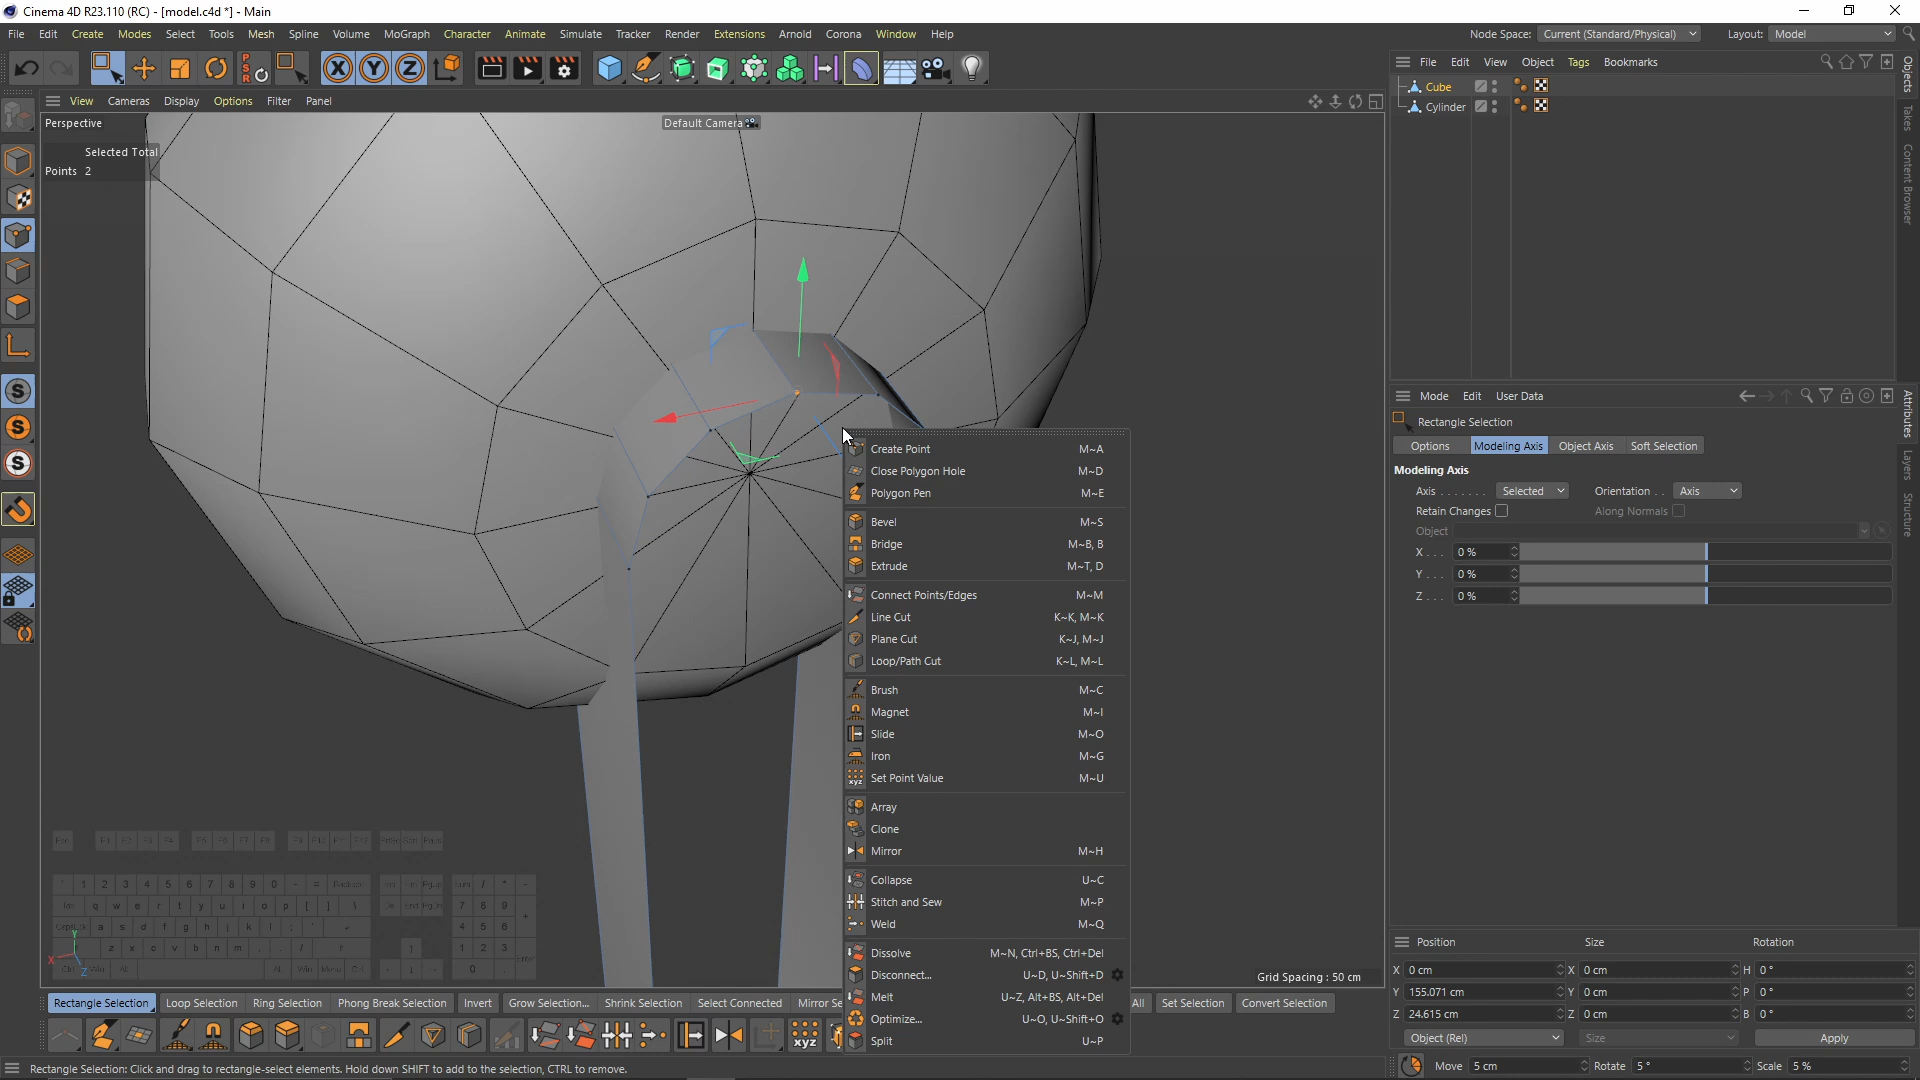 Cinema 4D R23.110 (RC) - [model.c4d *] - Main
File Edit Create Modes Select Tools Mesh Spline Volume MoGraph Character Animate Simulate Tracker Render Extensions Arnold Corona Window Help
Node Space: Current (Standard/Physical) Layout: Model
View Cameras Display Options Filter Panel
File Edit View Object Tags Bookmarks
Perspective
Default Camera
Selected Total
Points 2
Cube
Cylinder
Objects
Takes
Content Browser
Create Point M~A
Close Polygon Hole M~D
Polygon Pen M~E
Bevel M~S
Bridge M~B, B
Extrude M~T, D
Connect Points/Edges M~M
Line Cut K~K, M~K
Plane Cut K~J, M~J
Loop/Path Cut K~L, M~L
Brush M~C
Magnet M~I
Slide M~O
Iron M~G
Set Point Value M~U
Array
Clone
Mirror M~H
Collapse U~C
Stitch and Sew M~P
Weld M~Q
Dissolve M~N, Ctrl+BS, Ctrl+Del
Disconnect... U~D, U~Shift+D
Melt U~Z, Alt+BS, Alt+Del
Optimize... U~O, U~Shift+O
Split U~P
Mode Edit User Data
Rectangle Selection
Options Modeling Axis Object Axis Soft Selection
Modeling Axis
Axis Selected Orientation Axis
Retain Changes Along Normals
Object
X 0 %
Y 0 %
Z 0 %
Attributes
Layers
Structure
Grid Spacing : 50 cm
Position Size Rotation
X 0 cm X 0 cm H 0 °
Y 155.071 cm Y 0 cm P 0 °
Z 24.615 cm Z 0 cm B 0 °
Object (Rel) Size Apply
Move 5 cm Rotate 5 ° Scale 5 %
Rectangle Selection Loop Selection Ring Selection Phong Break Selection Invert Grow Selection... Shrink Selection Select Connected Mirror Se All Set Selection Convert Selection
Rectangle Selection: Click and drag to rectangle-select elements. Hold down SHIFT to add to the selection, CTRL to remove.